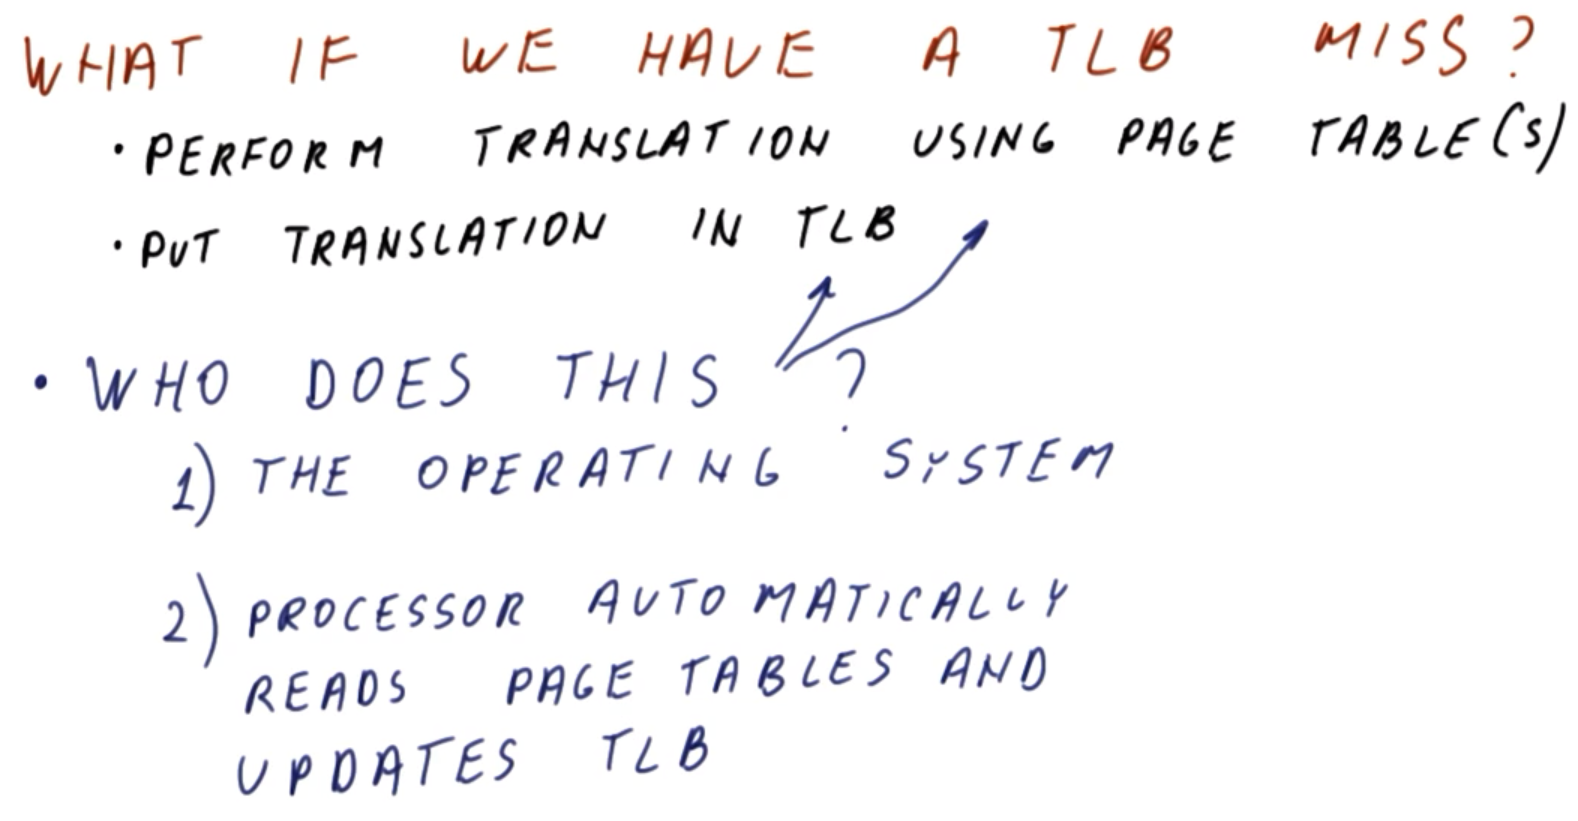 WHAT IF WE HAVE A TLB MISS?
• PERFORM TRANSLATION USING PAGE TABLE(S)
• PUT TRANSLATION IN TLB
• WHO DOES THIS ?
1) THE OPERATING SYSTEM
2) PROCESSOR AUTOMATICALLY
READS PAGE TABLES AND
UPDATES TLB